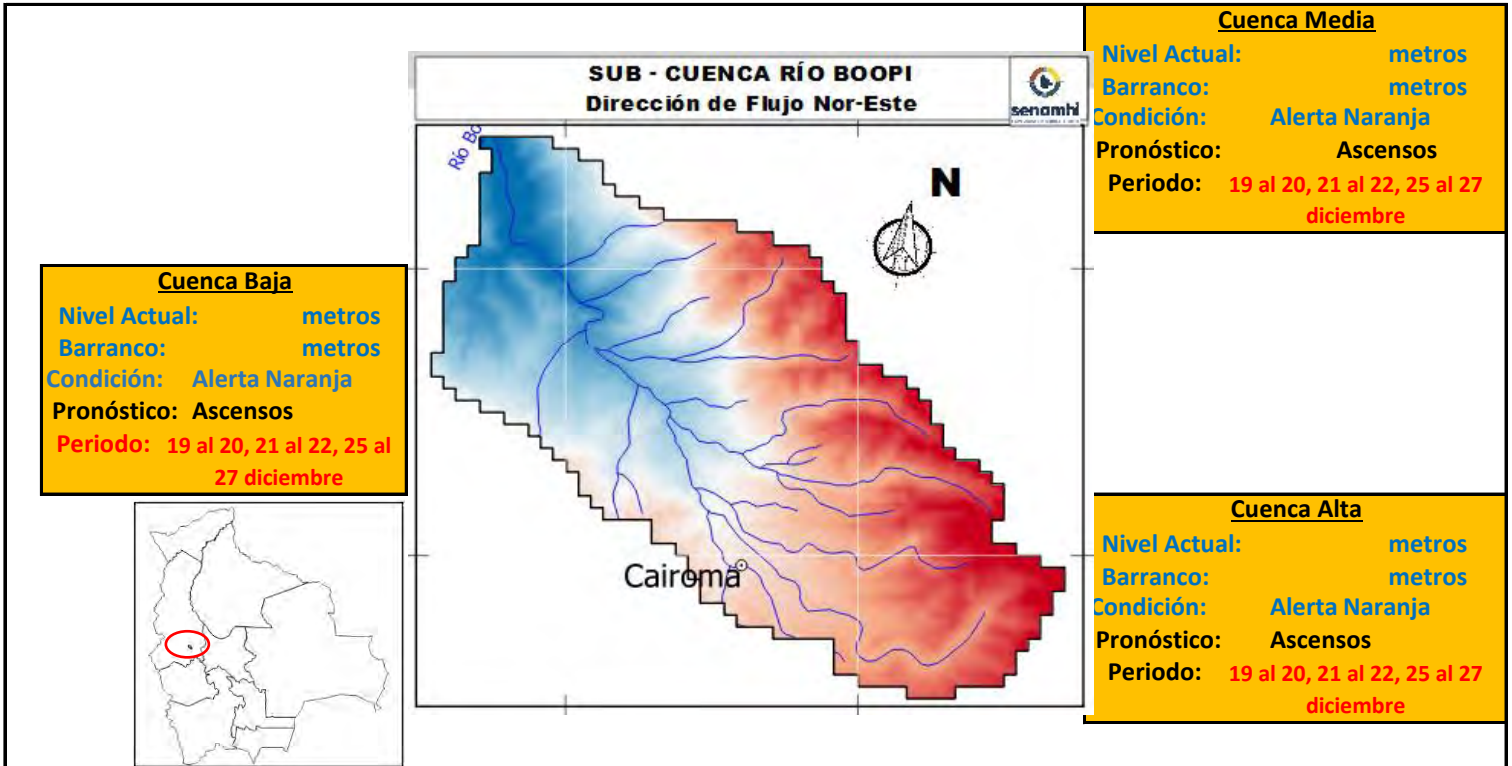 SUB - CUENCA RÍO BOOPI
Dirección de Flujo Nor-Este
senamhi
Río Bo
N
Cairoma
Cuenca Media
Nivel Actual: metros
Barranco: metros
Condición: Alerta Naranja
Pronóstico: Ascensos
Periodo: 19 al 20, 21 al 22, 25 al 27
diciembre
Cuenca Baja
Nivel Actual: metros
Barranco: metros
Condición: Alerta Naranja
Pronóstico: Ascensos
Periodo: 19 al 20, 21 al 22, 25 al
27 diciembre
Cuenca Alta
Nivel Actual: metros
Barranco: metros
Condición: Alerta Naranja
Pronóstico: Ascensos
Periodo: 19 al 20, 21 al 22, 25 al 27
diciembre